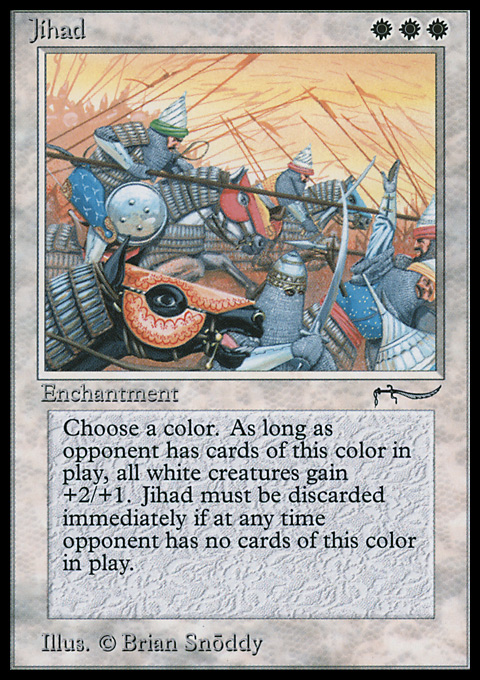 Jihad
Enchantment
Choose a color. As long as
opponent has cards of this color in
play, all white creatures gain
+2/+1. Jihad must be discarded
immediately if at any time
opponent has no cards of this color
in play.
Illus. © Brian Snōddy